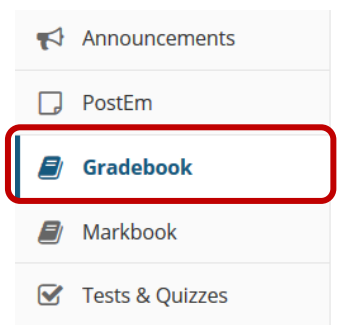 Announcements
PostEm
Gradebook
Markbook
Tests & Quizzes